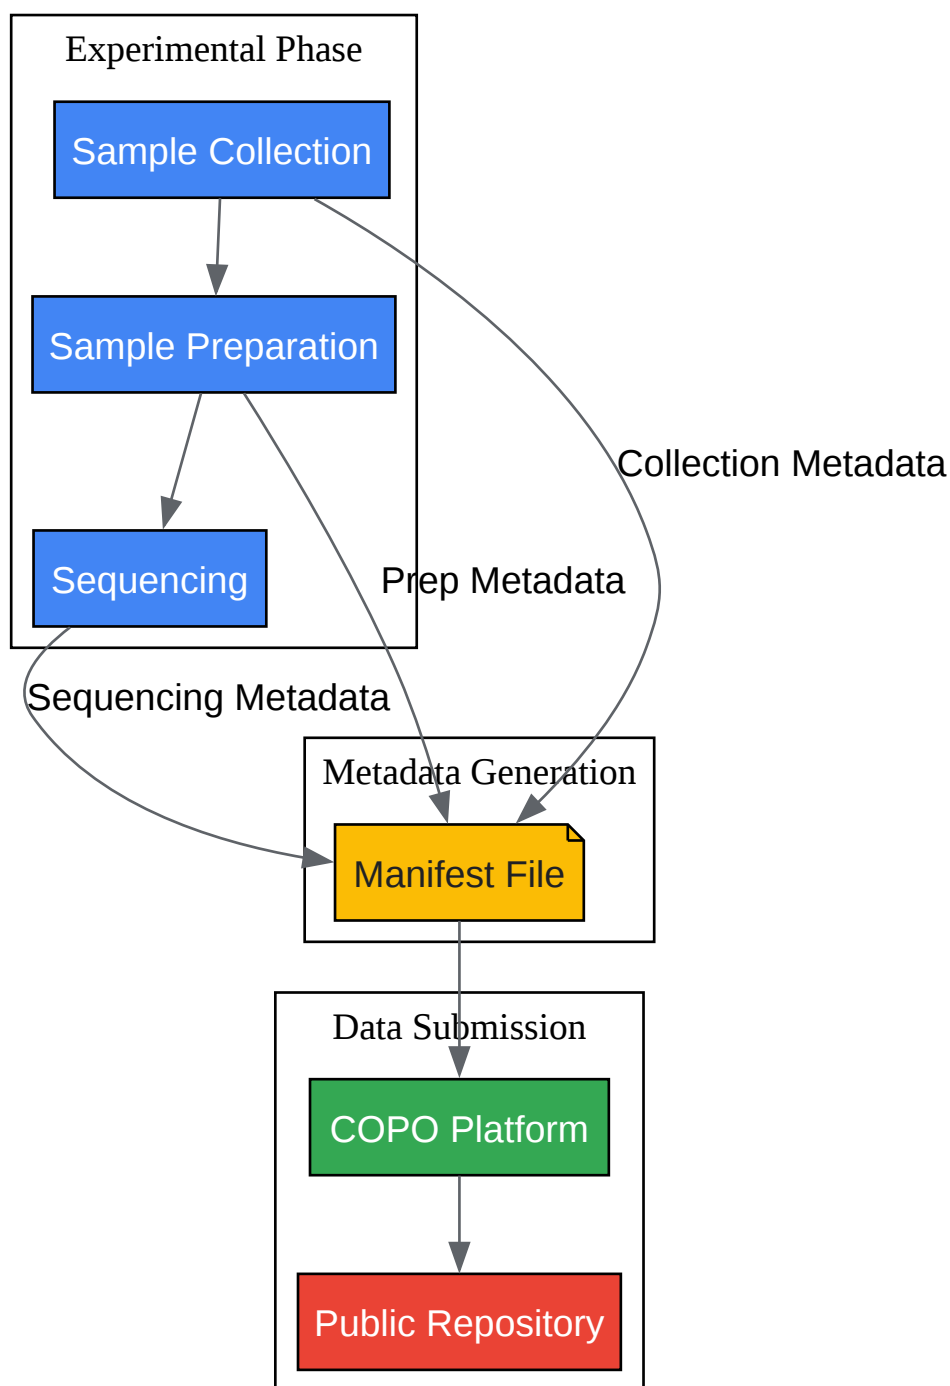 Experimental Phase
Sample Collection
Sample Preparation
Collection Metadata
Sequencing
Prep Metadata
Sequencing Metadata
Metadata Generation
Manifest File
Data Submission
COPO Platform
Public Repository